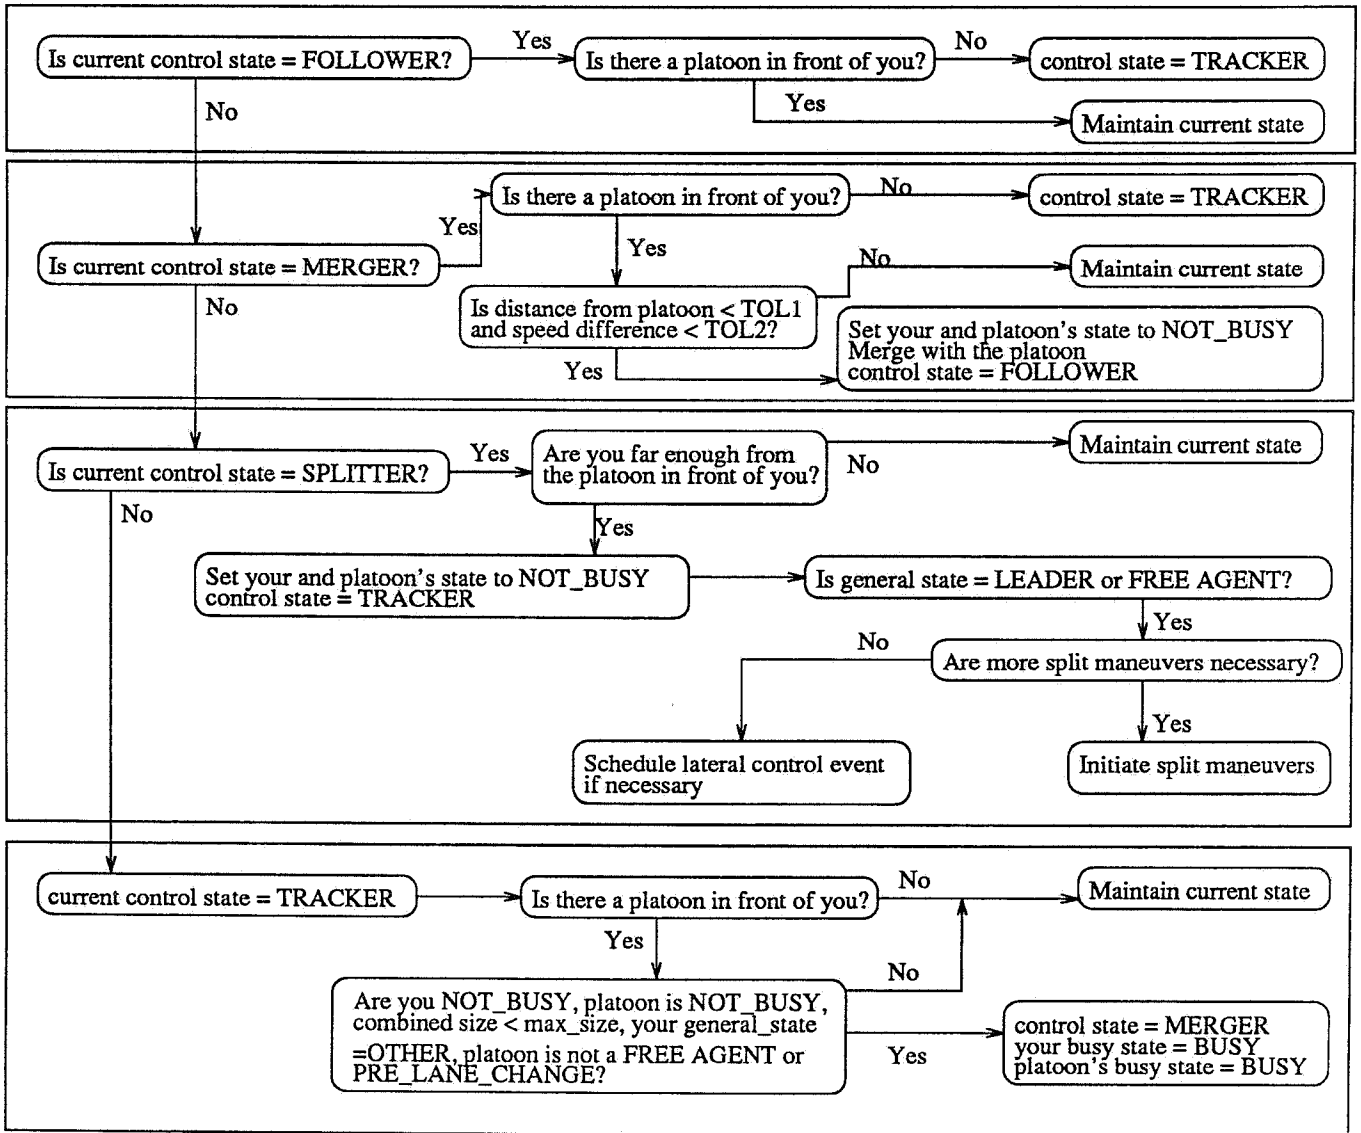 Is current control state = FOLLOWER?
Yes
Is there a platoon in front of you?
No
control state = TRACKER
Yes
Maintain current state
No
Is there a platoon in front of you?
No
control state = TRACKER
Yes
Yes
Is current control state = MERGER?
No
Maintain current state
No
Is distance from platoon < TOL1
and speed difference < TOL2?
Yes
Set your and platoon's state to NOT_BUSY
Merge with the platoon
control state = FOLLOWER
Is current control state = SPLITTER?
Yes
Are you far enough from
the platoon in front of you?
No
Maintain current state
No
Yes
Set your and platoon's state to NOT_BUSY
control state = TRACKER
Is general state = LEADER or FREE AGENT?
Yes
No
Are more split maneuvers necessary?
Yes
Schedule lateral control event
if necessary
Initiate split maneuvers
current control state = TRACKER
Is there a platoon in front of you?
No
Maintain current state
Yes
No
Are you NOT_BUSY, platoon is NOT_BUSY,
combined size < max_size, your general_state
=OTHER, platoon is not a FREE AGENT or
PRE_LANE_CHANGE?
Yes
control state = MERGER
your busy state = BUSY
platoon's busy state = BUSY